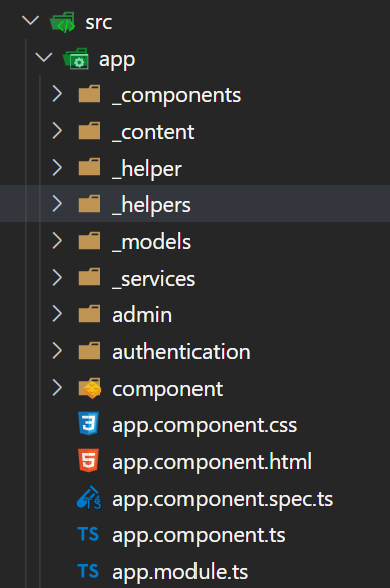 src
app
_components
_content
_helper
_helpers
_models
_services
admin
authentication
component
app.component.css
app.component.html
TS app.component.spec.ts
TS app.component.ts
TS app.module.ts